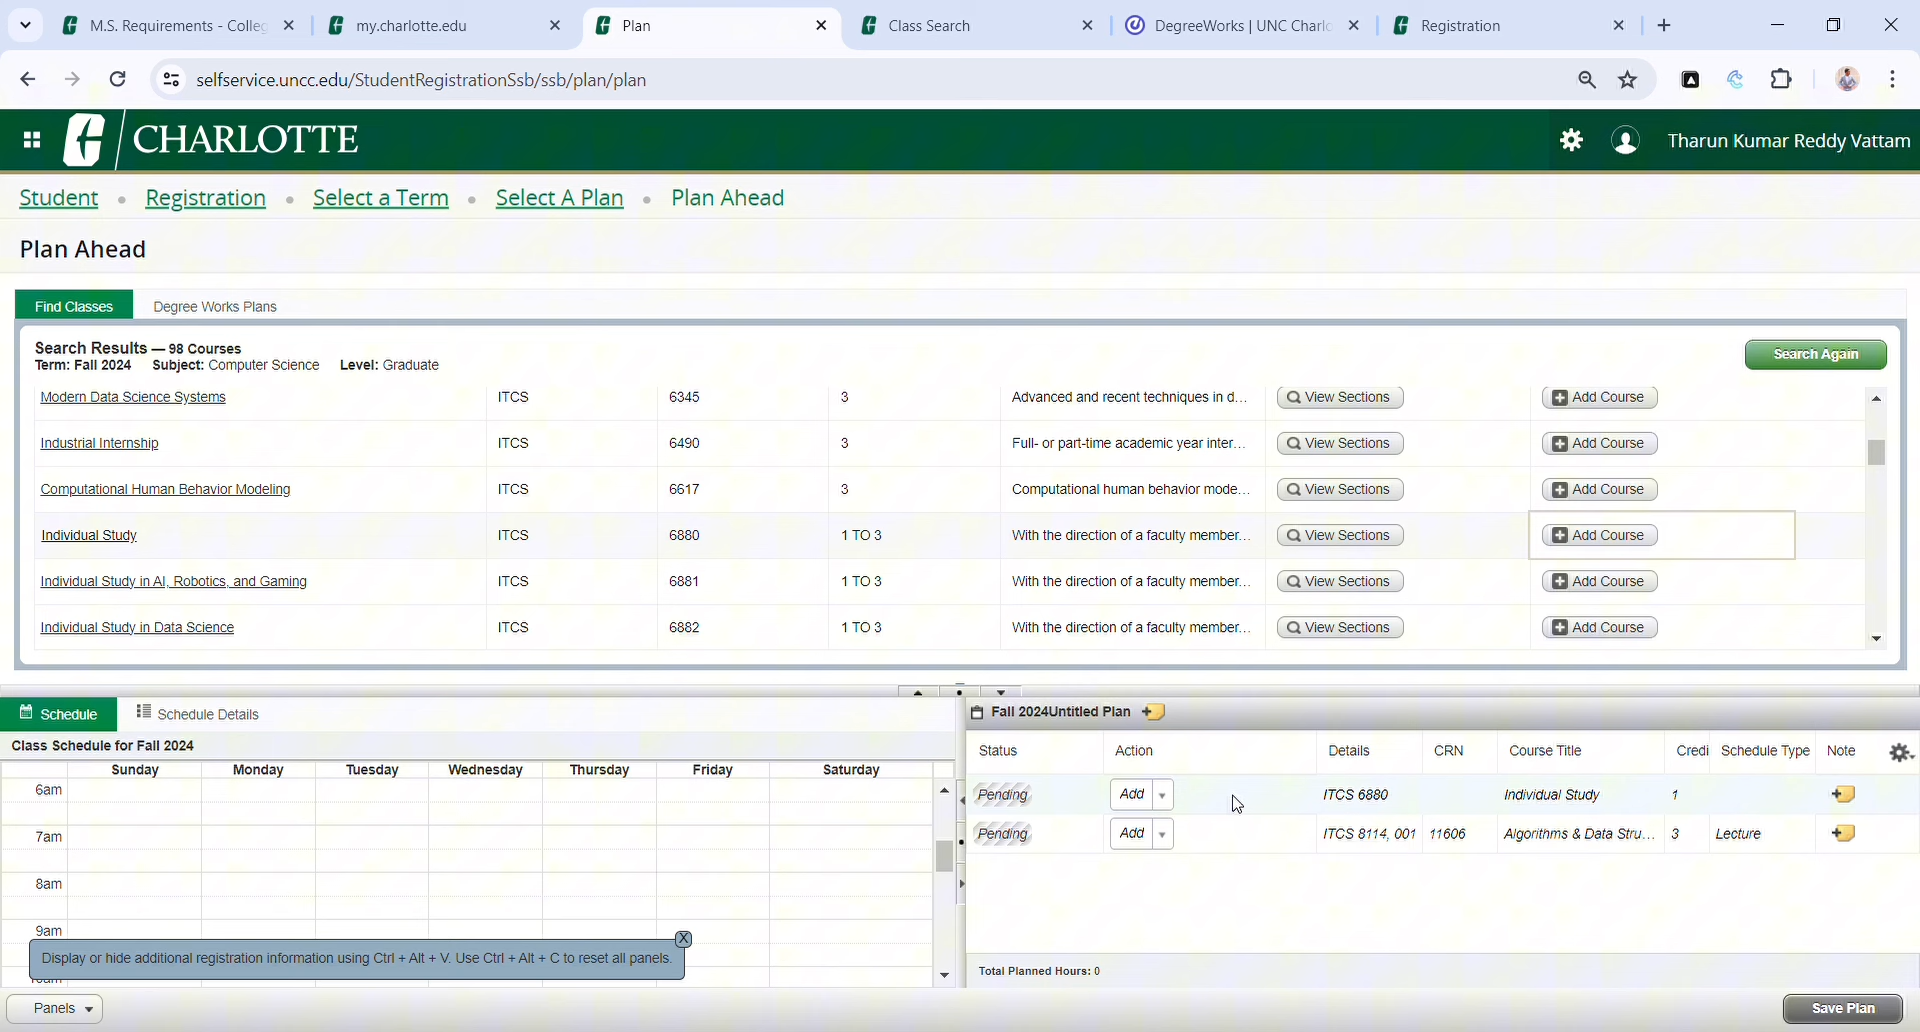 M.S. Requirements - Colleg
my.charlotte.edu
Plan
Class Search
DegreeWorks | UNC Charlo
Registration
selfservice.uncc.edu/StudentRegistrationSsb/ssb/plan/plan
CHARLOTTE
Tharun Kumar Reddy Vattam
Student • Registration • Select a Term • Select A Plan • Plan Ahead
Plan Ahead
Find Classes Degree Works Plans
Search Results — 98 Courses
Term: Fall 2024 Subject: Computer Science Level: Graduate
Search Again
Modern Data Science Systems ITCS 6345 3 Advanced and recent techniques in d... View Sections Add Course
Industrial Internship ITCS 6490 3 Full- or part-time academic year inter... View Sections Add Course
Computational Human Behavior Modeling ITCS 6617 3 Computational human behavior mode... View Sections Add Course
Individual Study ITCS 6880 1 TO 3 With the direction of a faculty member... View Sections Add Course
Individual Study in AI, Robotics, and Gaming ITCS 6881 1 TO 3 With the direction of a faculty member... View Sections Add Course
Individual Study in Data Science ITCS 6882 1 TO 3 With the direction of a faculty member... View Sections Add Course
Schedule Schedule Details
Class Schedule for Fall 2024
Sunday Monday Tuesday Wednesday Thursday Friday Saturday
6am
7am
8am
9am
Display or hide additional registration information using Ctrl + Alt + V. Use Ctrl + Alt + C to reset all panels.
X
Fall 2024Untitled Plan
Status Action Details CRN Course Title Credi Schedule Type Note
Pending Add ITCS 6880 Individual Study 1
Pending Add ITCS 8114, 001 11606 Algorithms & Data Stru... 3 Lecture
Total Planned Hours: 0
Panels
Save Plan